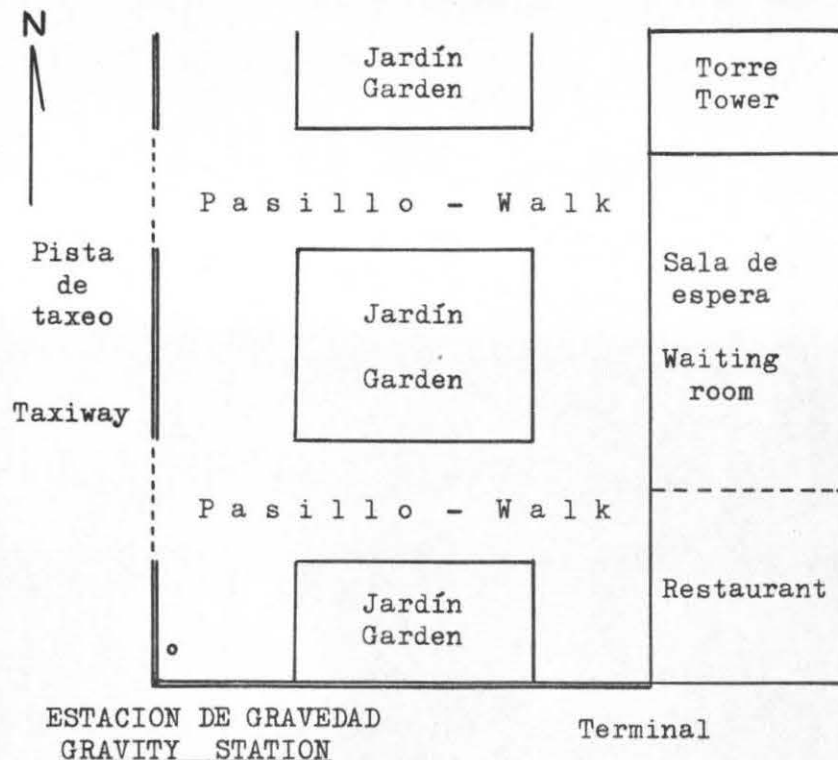 N
Jardín
Garden
Torre
Tower
Pasillo - Walk
Pista
de
taxeo
Taxiway
Jardín
Garden
Sala de
espera
Waiting
room
Pasillo - Walk
Jardín
Garden
Restaurant
ESTACION DE GRAVEDAD
GRAVITY STATION
Terminal